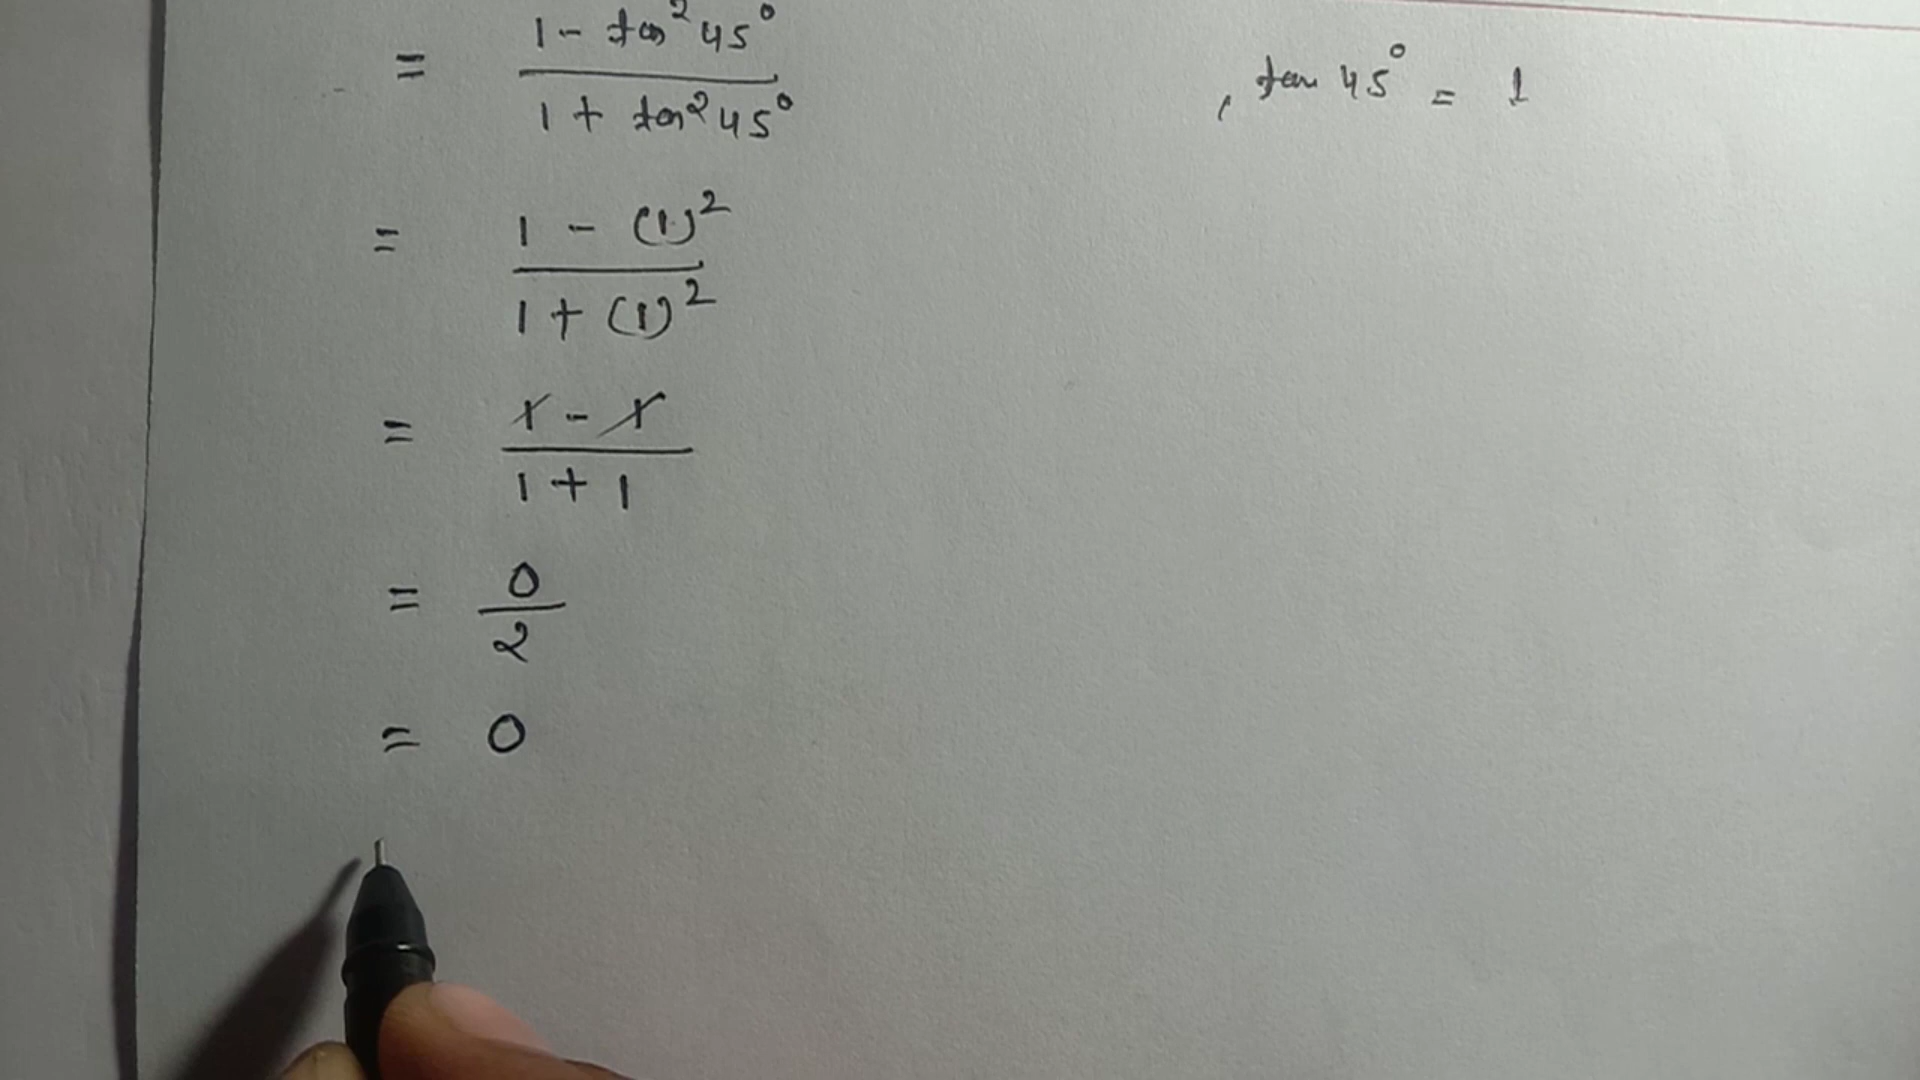 = 1 - tan²45° / 1 + tan²45° , tan 45° = 1
= 1 - (1)² / 1 + (1)²
= 1 - 1 / 1 + 1
= 0 / 2
= 0